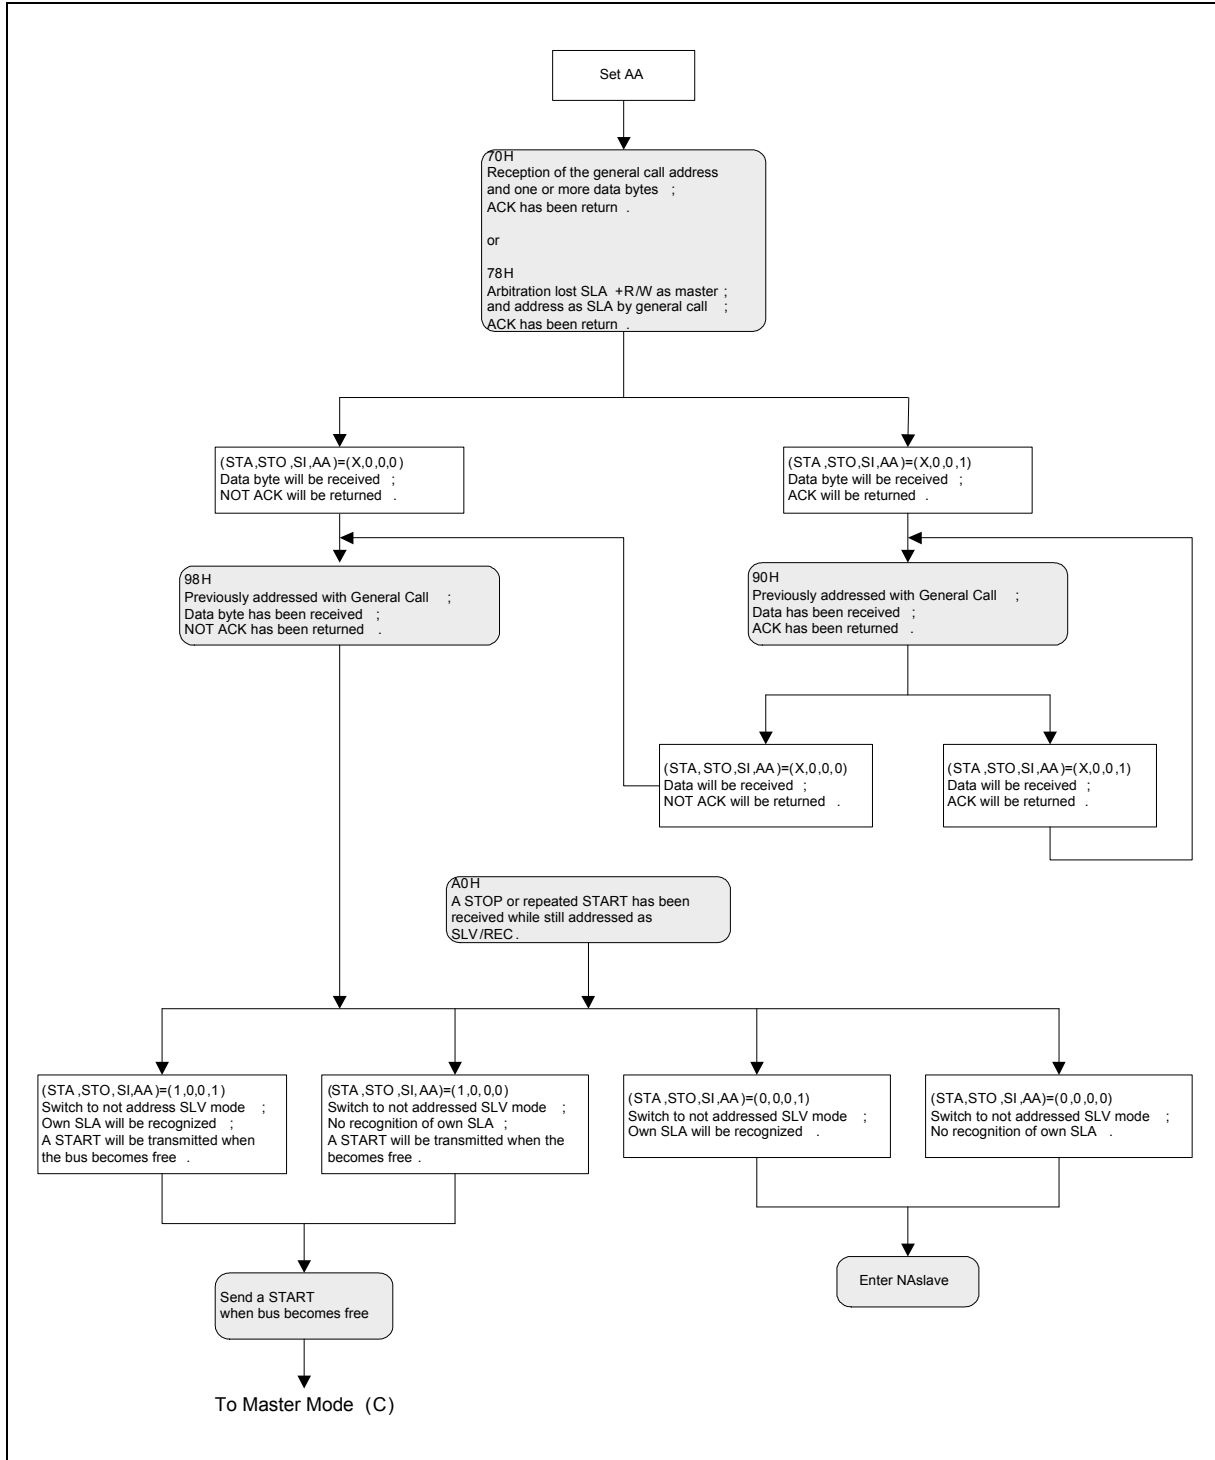 Set AA
70H
Reception of the general call address
and one or more data bytes ;
ACK has been return .
or
78H
Arbitration lost SLA +R/W as master ;
and address as SLA by general call ;
ACK has been return .
(STA,STO,SI,AA)=(X,0,0,0)
Data byte will be received ;
NOT ACK will be returned .
(STA,STO,SI,AA)=(X,0,0,1)
Data byte will be received ;
ACK will be returned .
98H
Previously addressed with General Call ;
Data byte has been received ;
NOT ACK has been returned .
90H
Previously addressed with General Call ;
Data has been received ;
ACK has been returned .
(STA,STO,SI,AA)=(X,0,0,0)
Data will be received ;
NOT ACK will be returned .
(STA,STO,SI,AA)=(X,0,0,1)
Data will be received ;
ACK will be returned .
A0H
A STOP or repeated START has been
received while still addressed as
SLV/REC.
(STA,STO,SI,AA)=(1,0,0,1)
Switch to not address SLV mode ;
Own SLA will be recognized ;
A START will be transmitted when
the bus becomes free .
(STA,STO,SI,AA)=(1,0,0,0)
Switch to not addressed SLV mode ;
No recognition of own SLA ;
A START will be transmitted when the
becomes free .
(STA,STO,SI,AA)=(0,0,0,1)
Switch to not addressed SLV mode ;
Own SLA will be recognized .
(STA,STO,SI,AA)=(0,0,0,0)
Switch to not addressed SLV mode ;
No recognition of own SLA .
Send a START
when bus becomes free
Enter NAslave
To Master Mode (C)